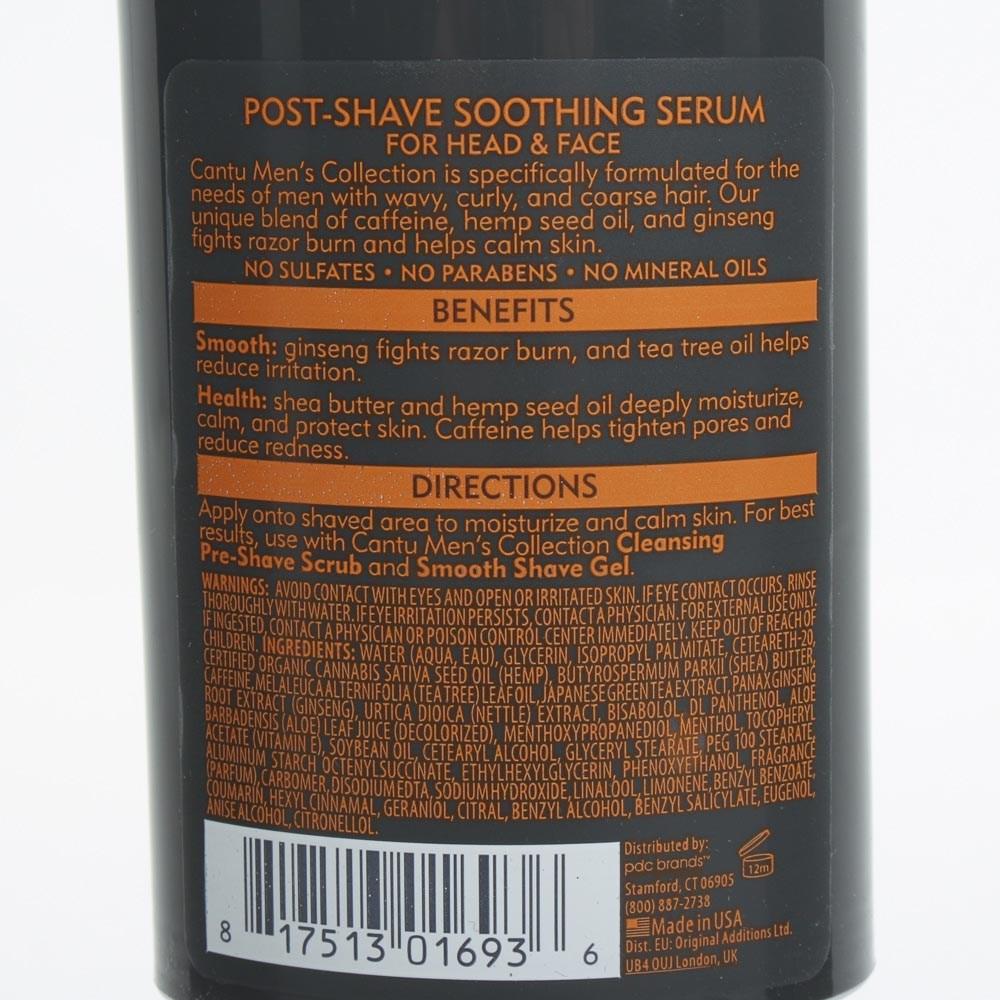 POST-SHAVE SOOTHING SERUM
FOR HEAD & FACE
Cantu Men's Collection is specifically formulated for the
needs of men with wavy, curly, and coarse hair. Our
unique blend of caffeine, hemp seed oil, and ginseng
fights razor burn and helps calm skin.
NO SULFATES • NO PARABENS • NO MINERAL OILS
BENEFITS
Smooth: ginseng fights razor burn, and tea tree oil helps
reduce irritation.
Health: shea butter and hemp seed oil deeply moisturize,
calm, and protect skin. Caffeine helps tighten pores and
reduce redness.
DIRECTIONS
Apply onto shaved area to moisturize and calm skin. For best
results, use with Cantu Men's Collection Cleansing
Pre-Shave Scrub and Smooth Shave Gel.
WARNINGS: AVOID CONTACT WITH EYES AND OPEN OR IRRITATED SKIN. IF EYE CONTACT OCCURS, RINSE
THOROUGHLY WITH WATER. IF EYE IRRITATION PERSISTS, CONTACT A PHYSICIAN. FOR EXTERNAL USE ONLY.
IF INGESTED, CONTACT A PHYSICIAN OR POISON CONTROL CENTER IMMEDIATELY. KEEP OUT OF REACH OF
CHILDREN. INGREDIENTS: WATER (AQUA, EAU), GLYCERIN, ISOPROPYL PALMITATE, CETEARETH-20,
CERTIFIED ORGANIC CANNABIS SATIVA SEED OIL (HEMP), BUTYROSPERMUM PARKII (SHEA) BUTTER,
CAFFEINE, MELALEUCA ALTERNIFOLIA (TEA TREE) LEAF OIL, JAPANESE GREEN TEA EXTRACT, PANAX GINSENG
ROOT EXTRACT (GINSENG), URTICA DIOICA (NETTLE) EXTRACT, BISABOLOL, DL PANTHENOL, ALOE
BARBADENSIS (ALOE) LEAF JUICE (DECOLORIZED), MENTHOXYPROPANEDIOL, MENTHOL, TOCOPHERYL
ACETATE (VITAMIN E), SOYBEAN OIL, CETEARYL ALCOHOL, GLYCERYL STEARATE, PEG 100 STEARATE,
ALUMINUM STARCH OCTENYLSUCCINATE, ETHYLHEXYLGLYCERIN, PHENOXYETHANOL, FRAGRANCE
(PARFUM), CARBOMER, DISODIUM EDTA, SODIUM HYDROXIDE, LINALOOL, LIMONENE, BENZYL BENZOATE,
COUMARIN, HEXYL CINNAMAL, GERANIOL, CITRAL, BENZYL ALCOHOL, BENZYL SALICYLATE, EUGENOL,
ANISE ALCOHOL, CITRONELLOL.
8 17513 01693 6
Distributed by:
pdc brands™
12m
Stamford, CT 06905
(800) 887-2738
Made in USA
Dist. EU: Original Additions Ltd.
UB4 0UJ London, UK